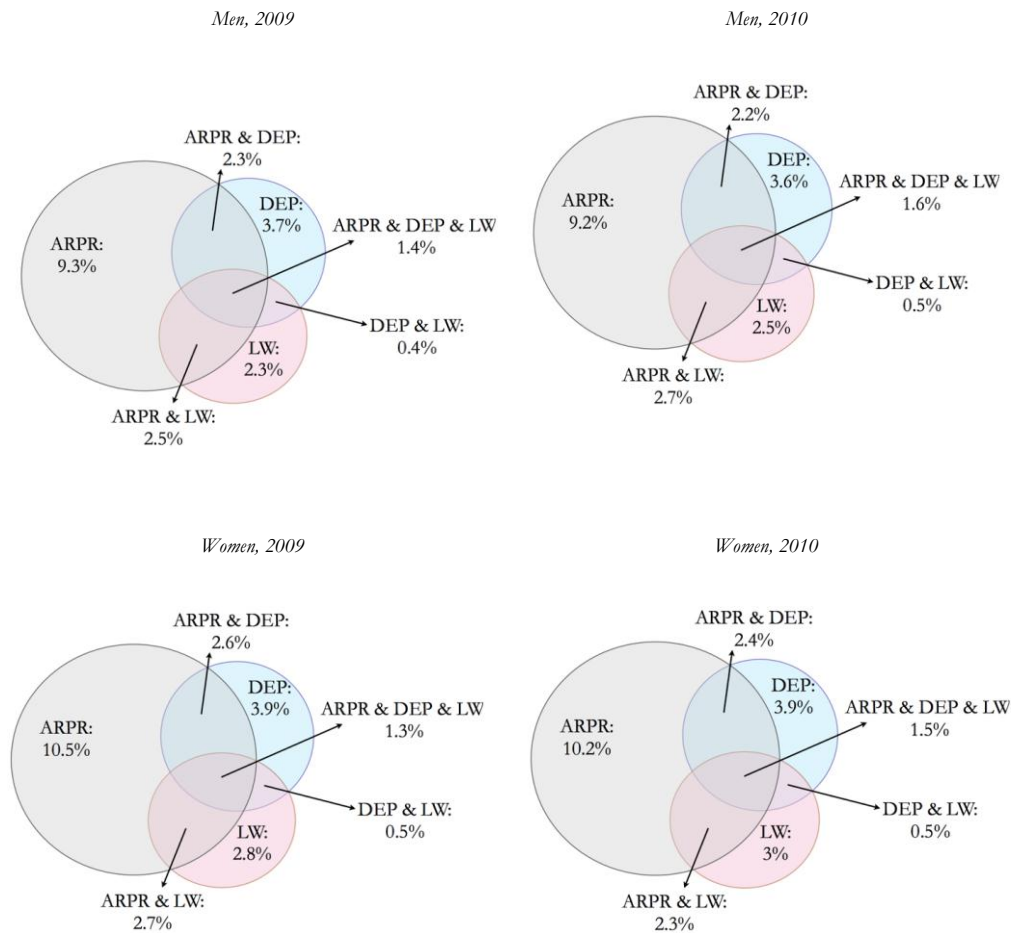 Men, 2009
ARPR & DEP:
2.3%
DEP:
3.7%
ARPR & DEP & LW
1.4%
ARPR:
9.3%
DEP & LW:
0.4%
LW:
2.3%
ARPR & LW:
2.5%
Men, 2010
ARPR & DEP:
2.2%
DEP:
3.6%
ARPR & DEP & LW
1.6%
ARPR:
9.2%
DEP & LW:
0.5%
LW:
2.5%
ARPR & LW:
2.7%
Women, 2009
ARPR & DEP:
2.6%
DEP:
3.9%
ARPR & DEP & LW
1.3%
ARPR:
10.5%
DEP & LW:
0.5%
LW:
2.8%
ARPR & LW:
2.7%
Women, 2010
ARPR & DEP:
2.4%
DEP:
3.9%
ARPR & DEP & LW
1.5%
ARPR:
10.2%
DEP & LW:
0.5%
LW:
3%
ARPR & LW:
2.3%